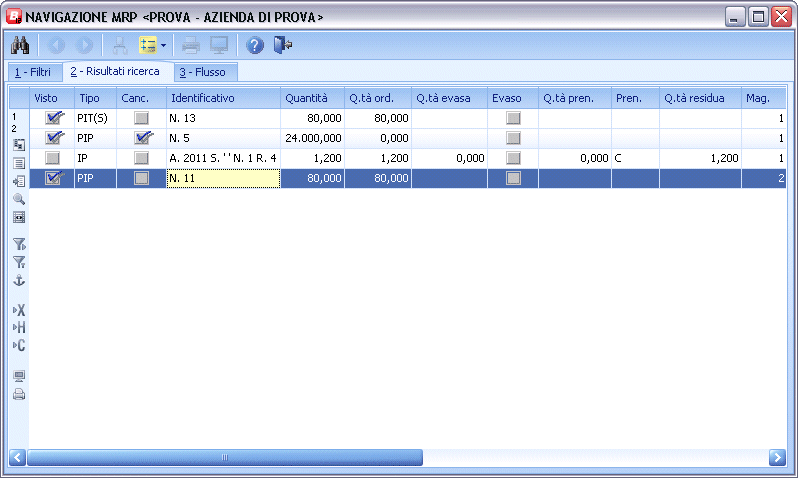 NAVIGAZIONE MRP <PROVA - AZIENDA DI PROVA>
1 - Filtri 2 - Risultati ricerca 3 - Flusso
Visto Tipo Canc. Identificativo Quantità Q.tà ord. Q.tà evasa Evaso Q.tà pren. Pren. Q.tà residua Mag.
1
2
PIT(S) N. 13 80,000 80,000 1
PIP N. 5 24.000,000 0,000 1
IP A. 2011 S. ' ' N. 1 R. 4 1,200 1,200 0,000 0,000 C 1,200 1
PIP N. 11 80,000 80,000 2
X
H
C